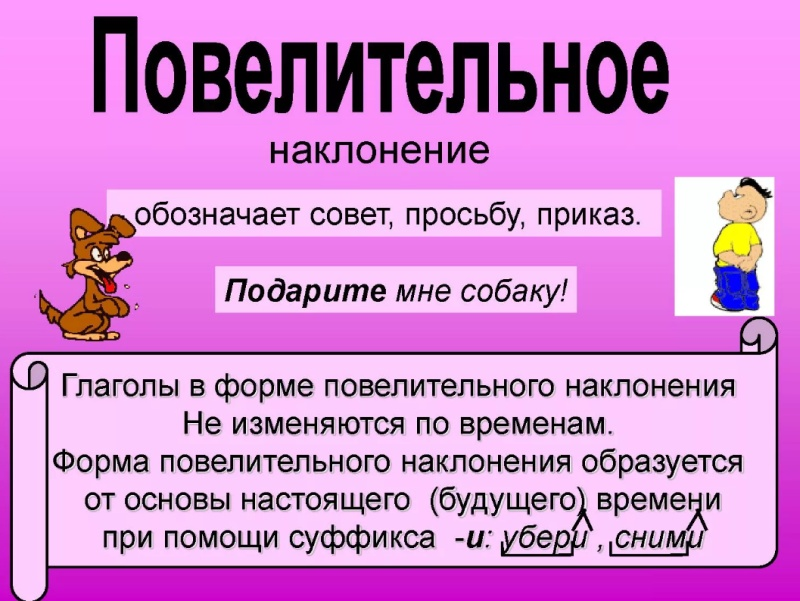 Повелительное
наклонение
обозначает совет, просьбу, приказ.
Подарите мне собаку!
Глаголы в форме повелительного наклонения
Не изменяются по временам.
Форма повелительного наклонения образуется
от основы настоящего (будущего) времени
при помощи суффикса -и: убери , сними